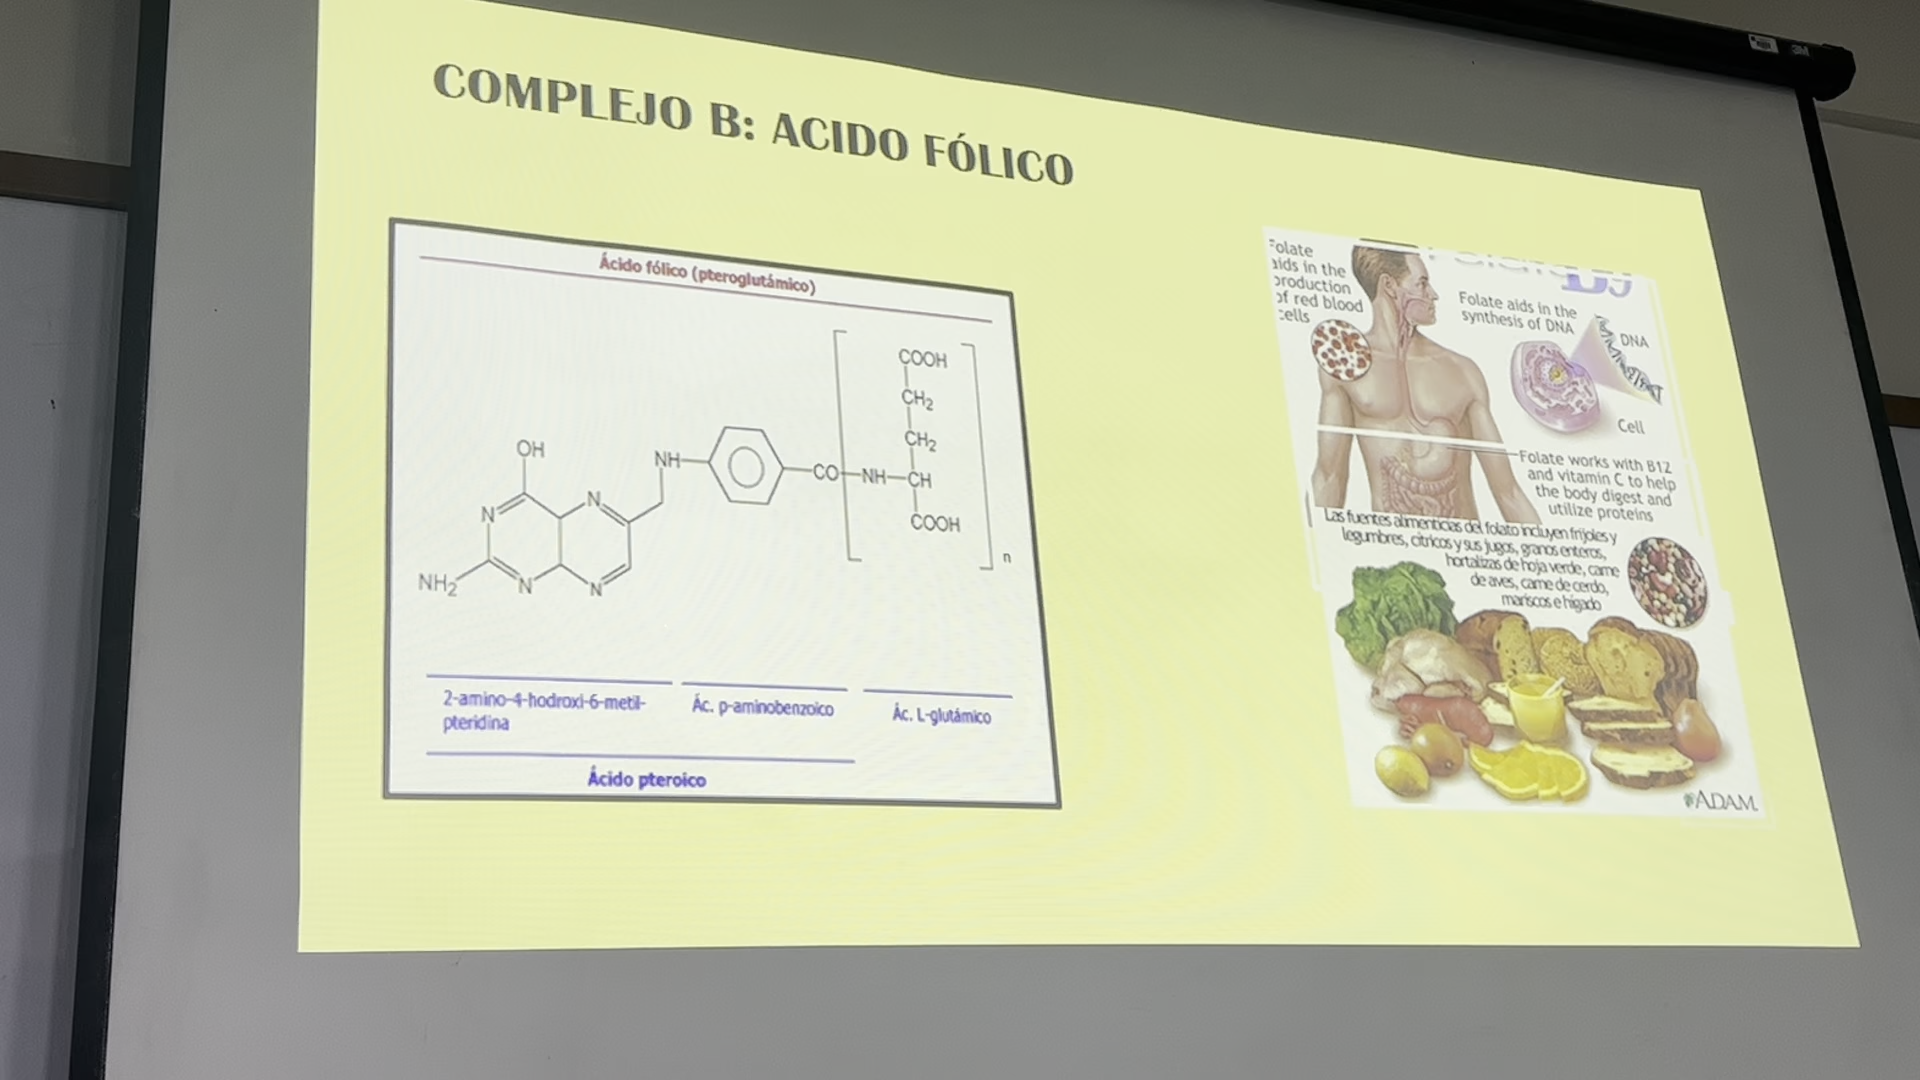 COMPLEJO B: ACIDO FÓLICO
Ácido fólico (pteroglutámico)
COOH
CH2
CH2
OH
NH
CO
NH
CH
N
N
COOH
n
NH2
N
N
2-amino-4-hodroxi-6-metil-
pteridina
Ác. p-aminobenzoico
Ác. L-glutámico
Ácido pteroico
Folate
aids in the
production
of red blood
cells
B9
Folate aids in the
synthesis of DNA
DNA
Cell
Folate works with B12
and vitamin C to help
the body digest and
utilize proteins
Las fuentes alimenticias del folato incluyen frijoles y
legumbres, cítricos y sus jugos, granos enteros,
hortalizas de hoja verde, carne
de aves, carne de cerdo,
mariscos e hígado
ADAM.
3M